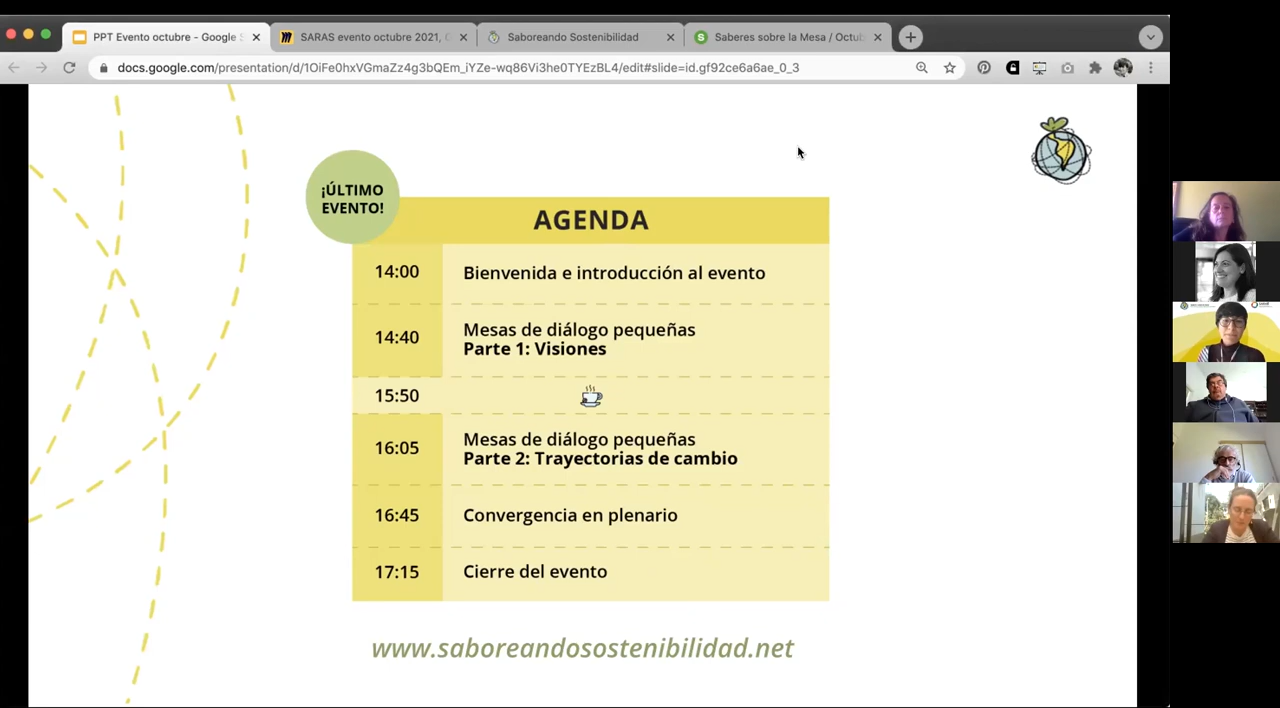 PPT Evento octubre - Google S
SARAS evento octubre 2021, G
Saboreando Sostenibilidad
Saberes sobre la Mesa / Octub
docs.google.com/presentation/d/1OiFe0hxVGmaZz4g3bQEm_iYZe-wq86Vi3he0TYEzBL4/edit#slide=id.gf92ce6a6ae_0_3
¡ÚLTIMO
EVENTO!
AGENDA
14:00 Bienvenida e introducción al evento
14:40 Mesas de diálogo pequeñas
Parte 1: Visiones
15:50
16:05 Mesas de diálogo pequeñas
Parte 2: Trayectorias de cambio
16:45 Convergencia en plenario
17:15 Cierre del evento
www.saboreandosostenibilidad.net